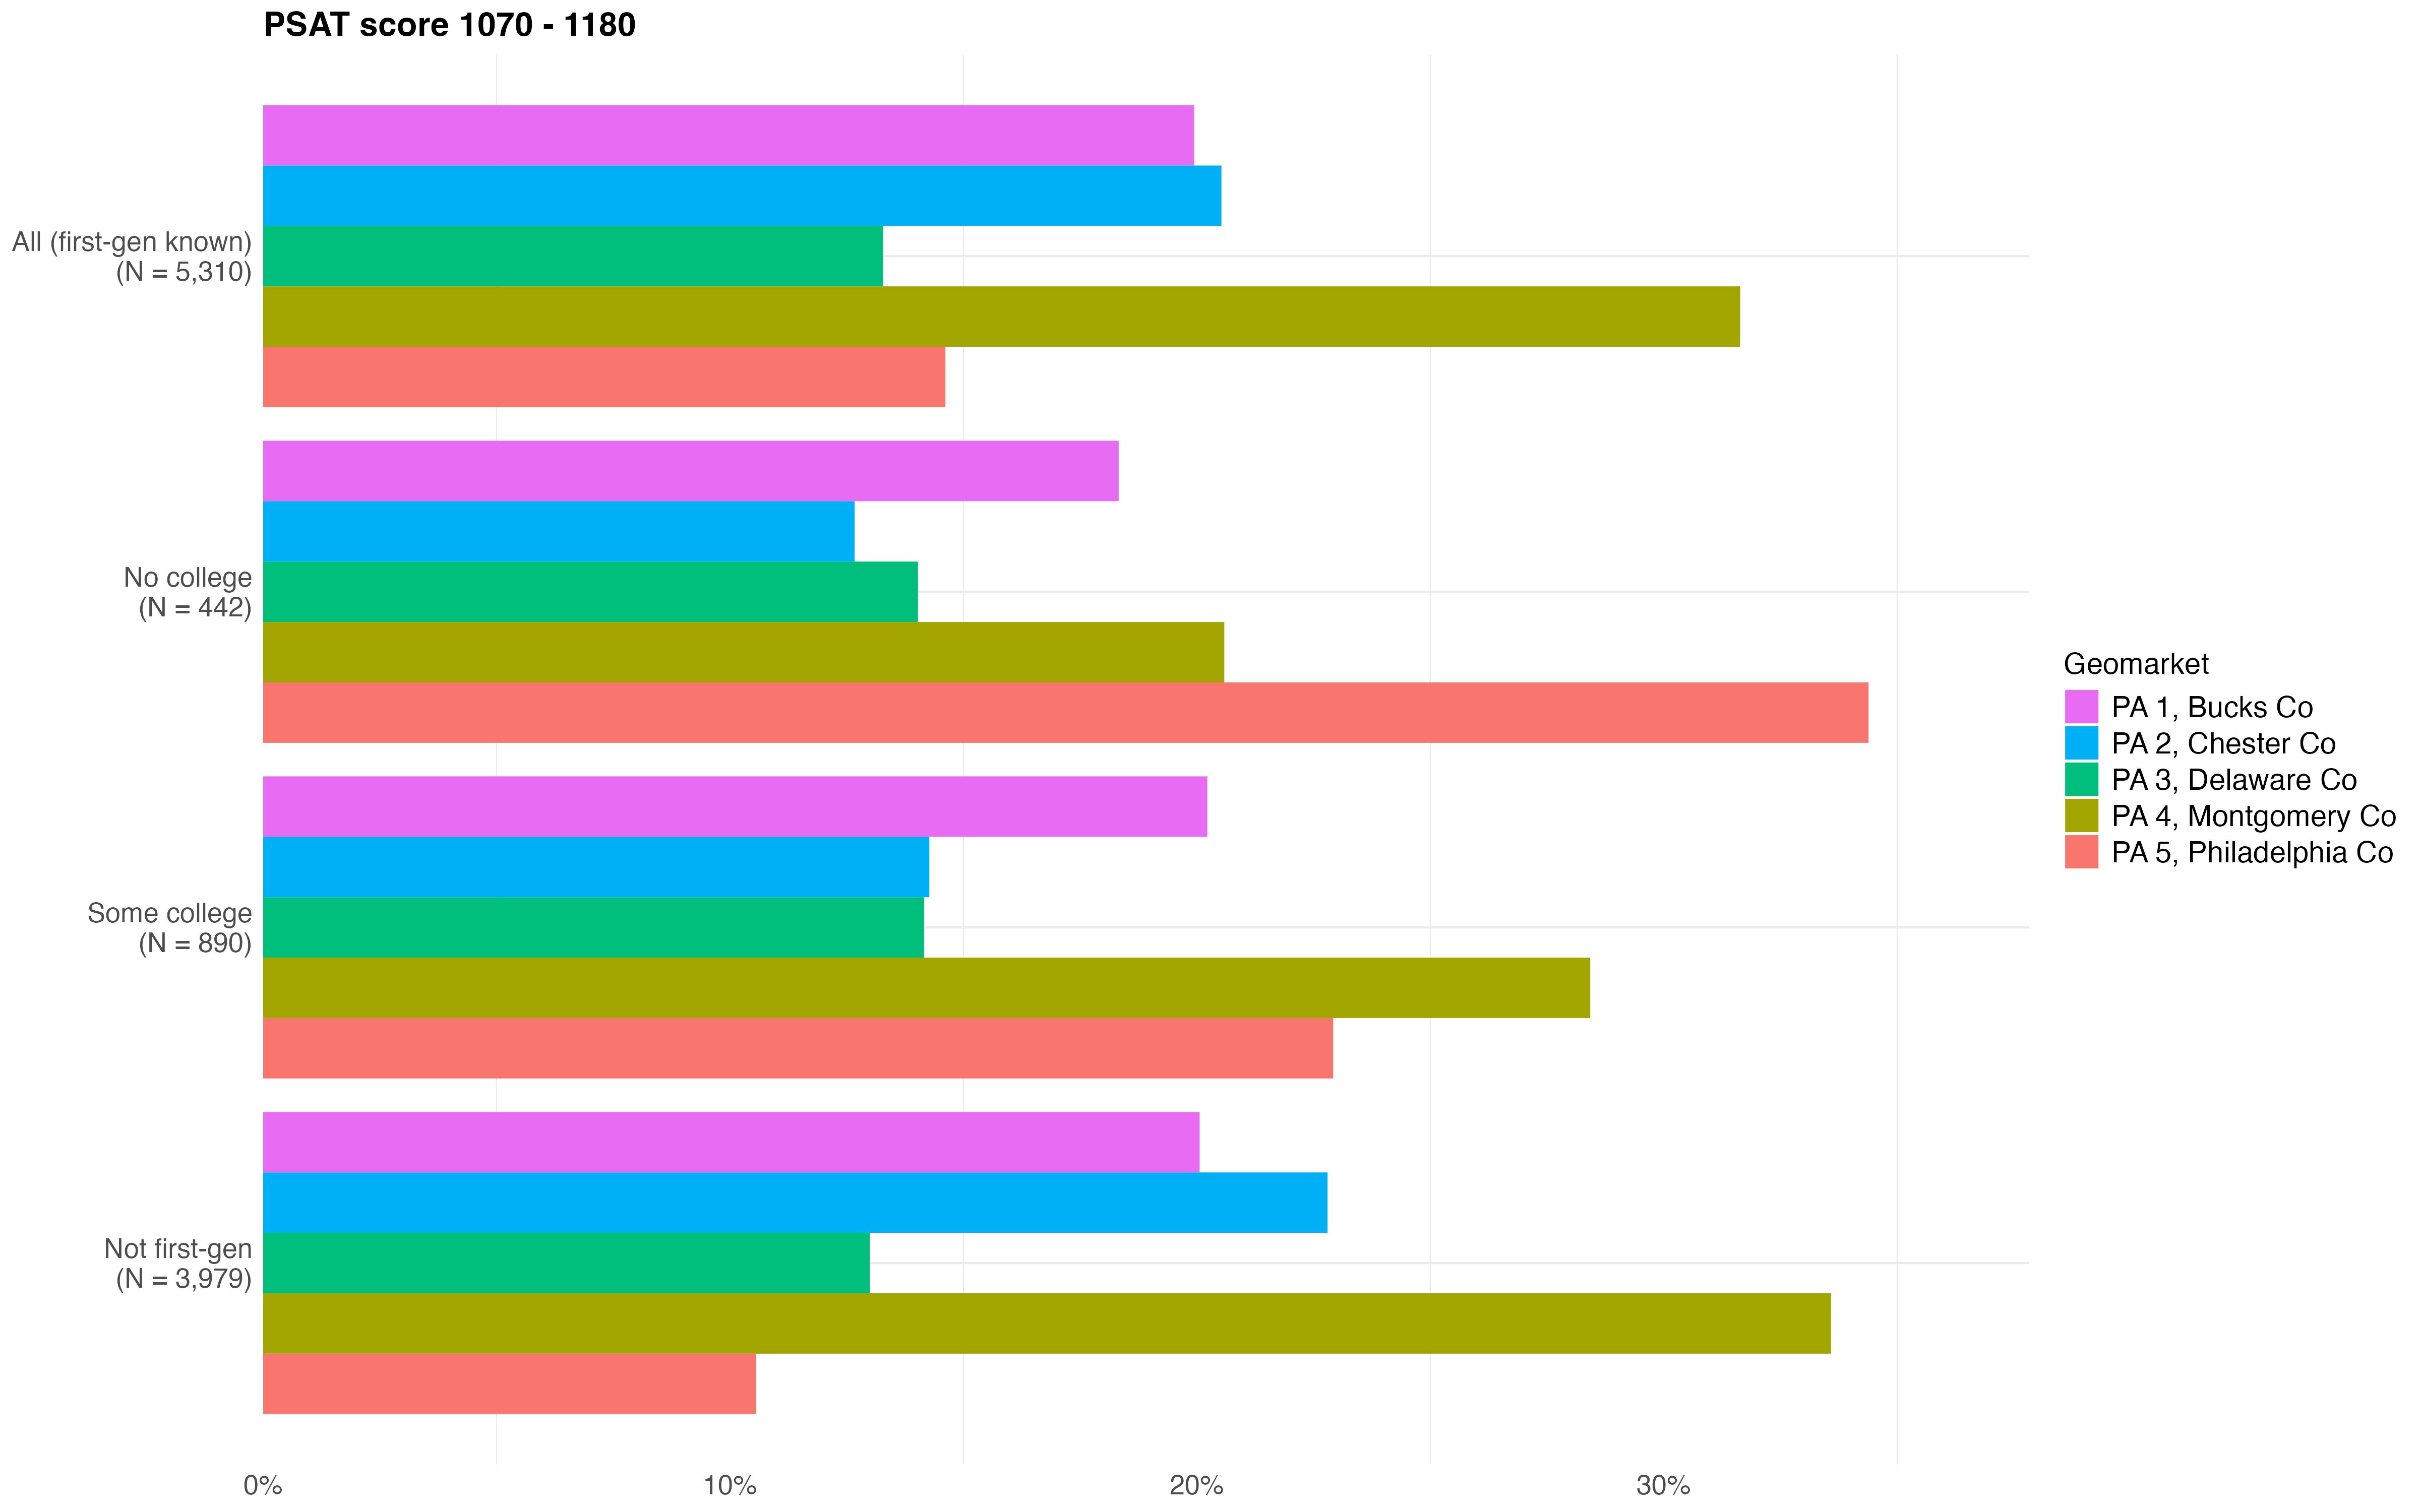 PSAT score 1070 - 1180
All (first-gen known)
(N = 5,310)
No college
(N = 442)
Some college
(N = 890)
Not first-gen
(N = 3,979)
0%
10%
20%
30%
Geomarket
PA 1, Bucks Co
PA 2, Chester Co
PA 3, Delaware Co
PA 4, Montgomery Co
PA 5, Philadelphia Co